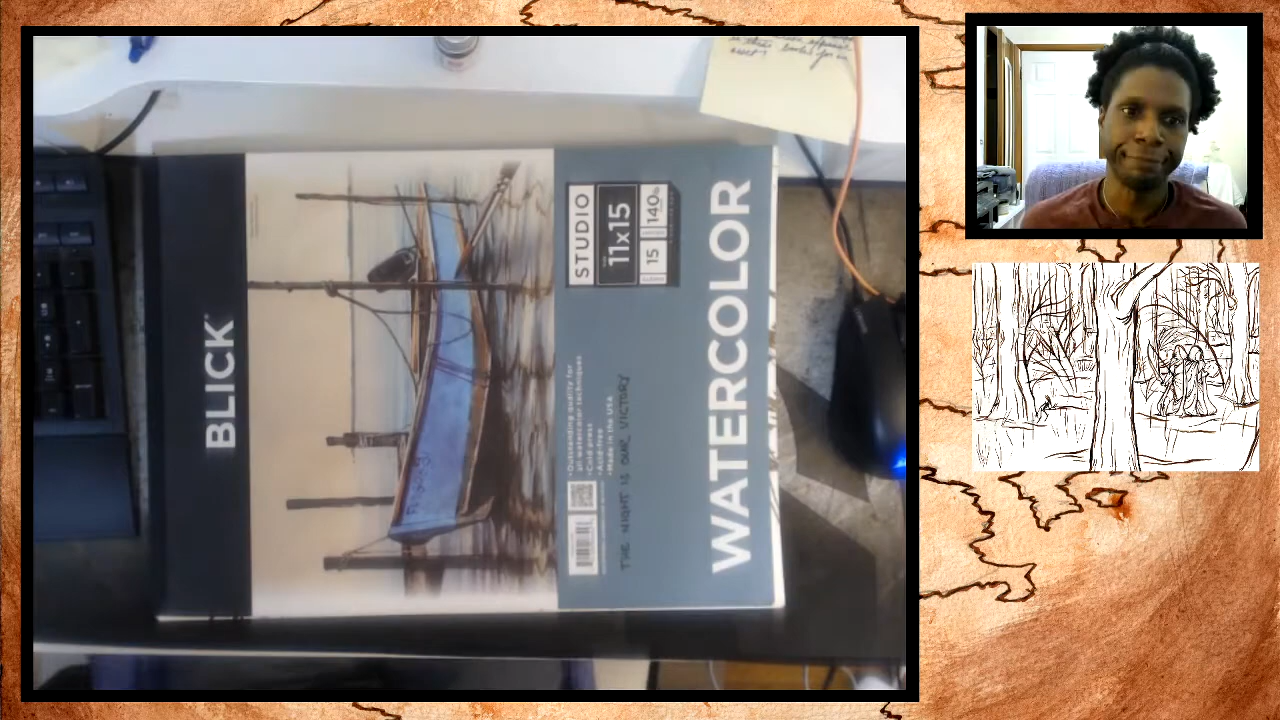 BLICK
STUDIO
11x15
15
140
WATERCOLOR
•Outstanding quality for
all watercolor techniques
•Cold press
•Acid-free
•Made in the USA
THE NIGHT IS OUR VICTORY